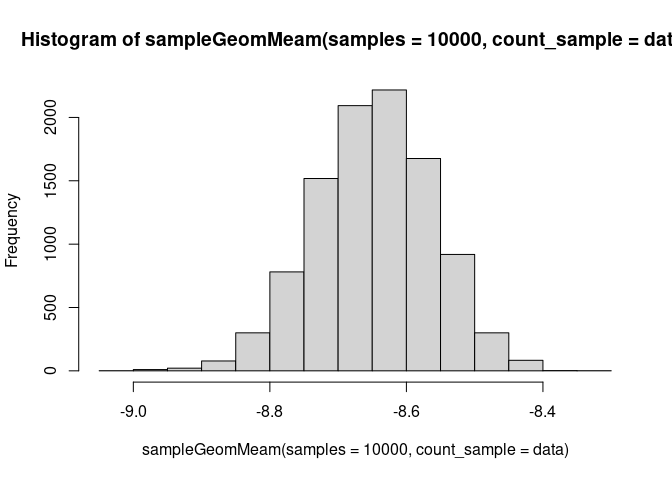 Histogram of sampleGeomMeam(samples = 10000, count_sample = dat
Frequency
2000
1500
1000
500
0
-9.0 -8.8 -8.6 -8.4
sampleGeomMeam(samples = 10000, count_sample = data)